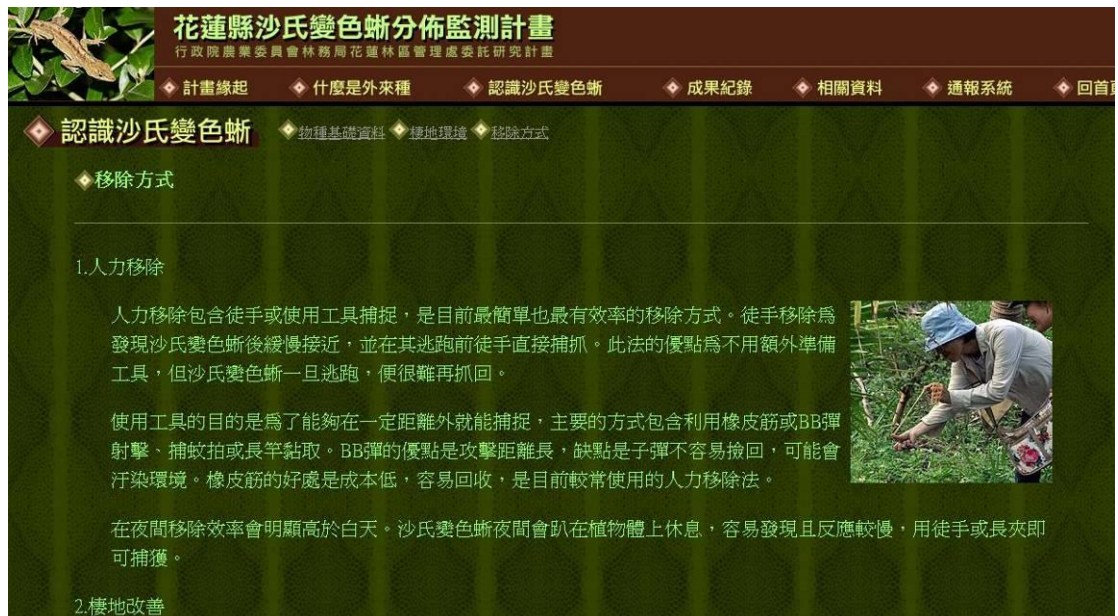 花蓮縣沙氏變色蜥分佈監測計畫
行政院農業委員會林務局花蓮林區管理處委託研究計畫
計畫緣起 什麼是外來種 認識沙氏變色蜥 成果紀錄 相關資料 通報系統 回首
認識沙氏變色蜥 物種基礎資料 棲地環境 移除方式
移除方式
1.人力移除
人力移除包含徒手或使用工具捕捉，是目前最簡單也最有效率的移除方式。徒手移除為
發現沙氏變色蜥後緩慢接近，並在其逃跑前徒手直接捕抓。此法的優點為不用額外準備
工具，但沙氏變色蜥一旦逃跑，便很難再抓回。
使用工具的目的是為了能夠在一定距離外就能捕捉，主要的方式包含利用橡皮筋或BB彈
射擊、捕蚊拍或長竿黏取。BB彈的優點是攻擊距離長，缺點是子彈不容易撿回，可能會
汙染環境。橡皮筋的好處是成本低，容易回收，是目前較常使用的人力移除法。
在夜間移除效率會明顯高於白天。沙氏變色蜥夜間會趴在植物體上休息，容易發現且反應較慢，用徒手或長夾即
可捕獲。
2.棲地改善